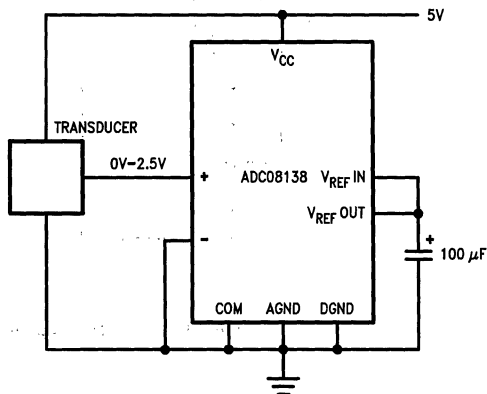 5V
VCC
TRANSDUCER
0V–2.5V
+
ADC08138
VREF IN
VREF OUT
–
+
100 μF
COM
AGND
DGND